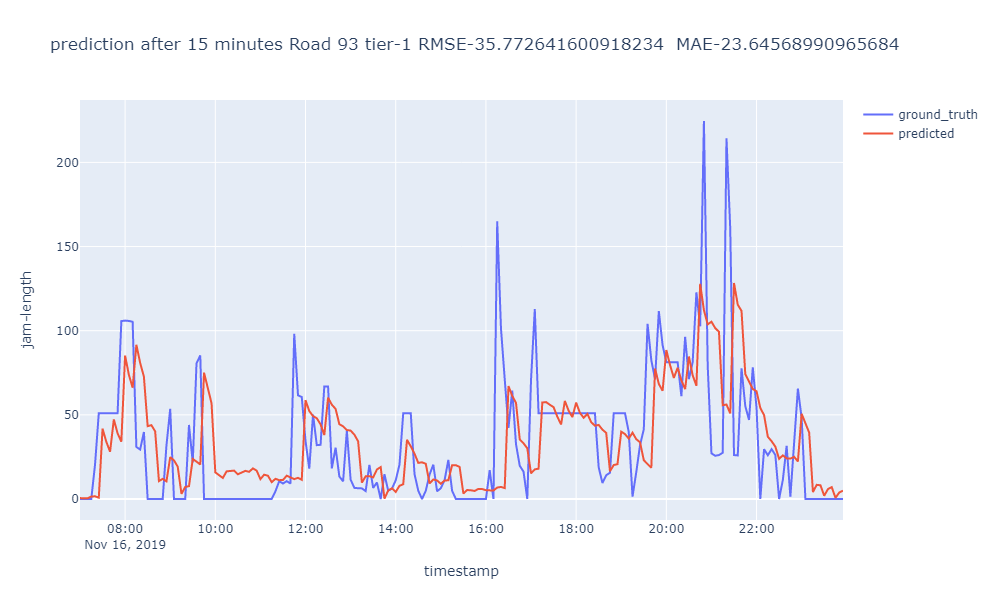 prediction after 15 minutes Road 93 tier-1 RMSE-35.772641600918234  MAE-23.64568990965684
ground_truth
predicted
jam-length
200
150
100
50
0
08:00 10:00 12:00 14:00 16:00 18:00 20:00 22:00
Nov 16, 2019
timestamp